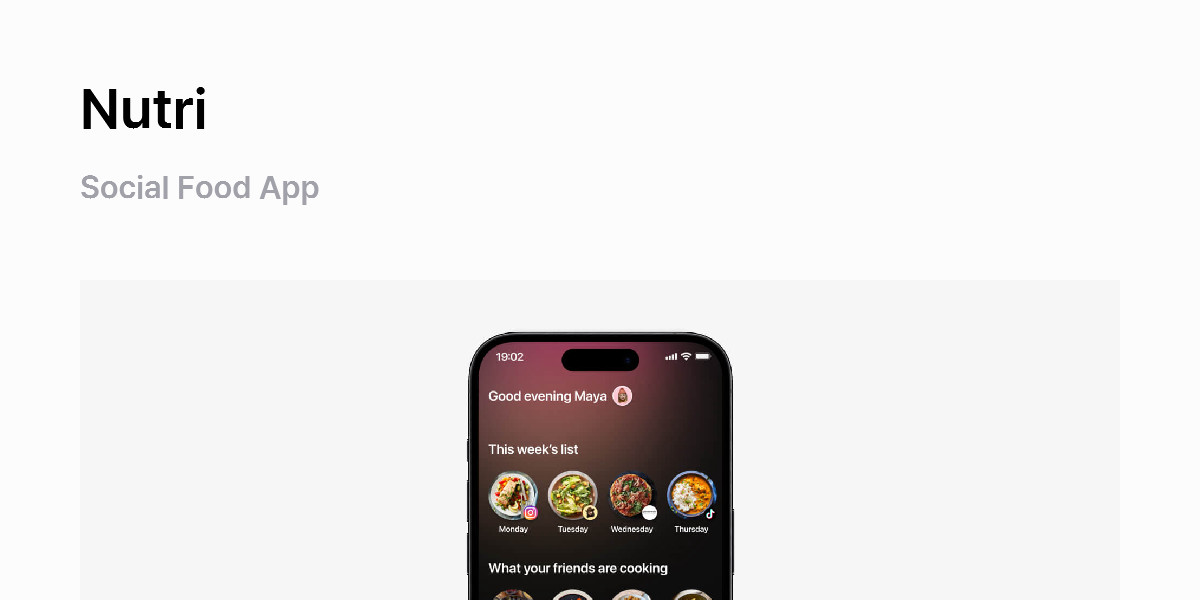 Nutri
Social Food App
19:02
Good evening Maya
This week's list
Monday
Tuesday
Wednesday
Thursday
What your friends are cooking